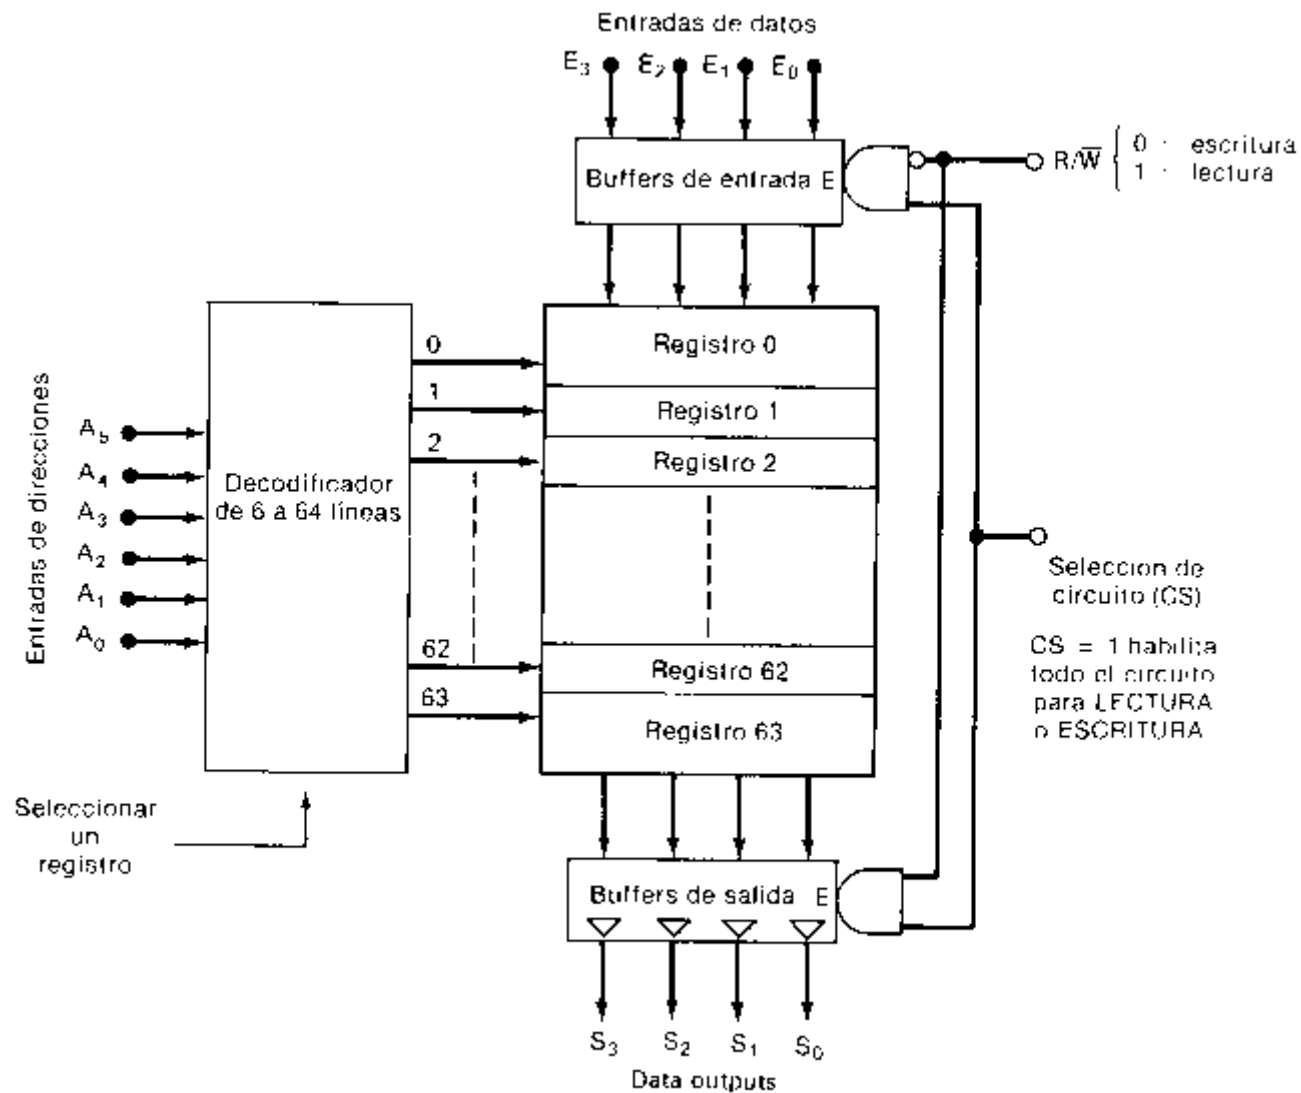 Entradas de datos
E3 E2 E1 E0
Buffers de entrada E
R/W̅ { 0 : escritura
1 : lectura
Registro 0
Registro 1
Registro 2
Registro 62
Registro 63
0
1
2
62
63
Entradas de direcciones
A5
A4
A3
A2
A1
A0
Decodificador
de 6 a 64 líneas
Selección de
circuito (CS)
CS = 1 habilita
todo el circuito
para LECTURA
o ESCRITURA
Seleccionar
un
registro
Buffers de salida E
S3 S2 S1 S0
Data outputs